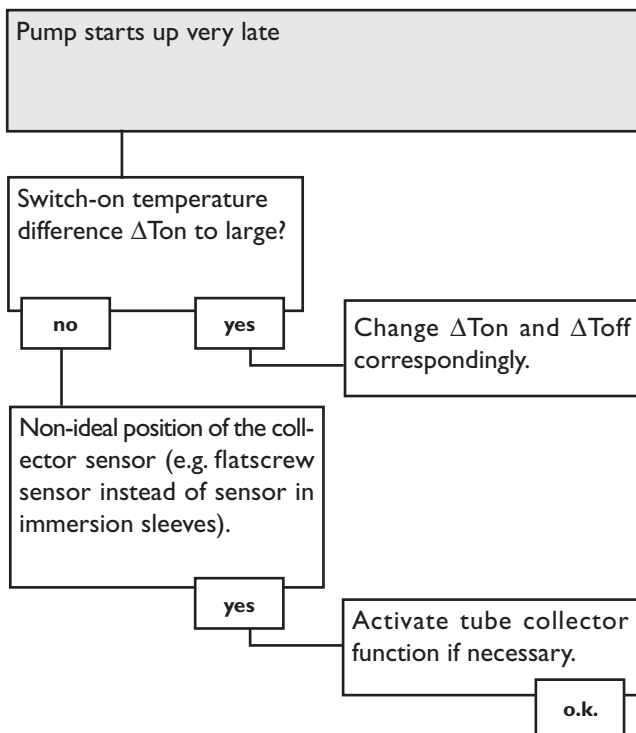 Pump starts up very late
Switch-on temperature
difference ΔTon to large?
no
yes
Change ΔTon and ΔToff
correspondingly.
Non-ideal position of the coll-
ector sensor (e.g. flatscrew
sensor instead of sensor in
immersion sleeves).
yes
Activate tube collector
function if necessary.
o.k.